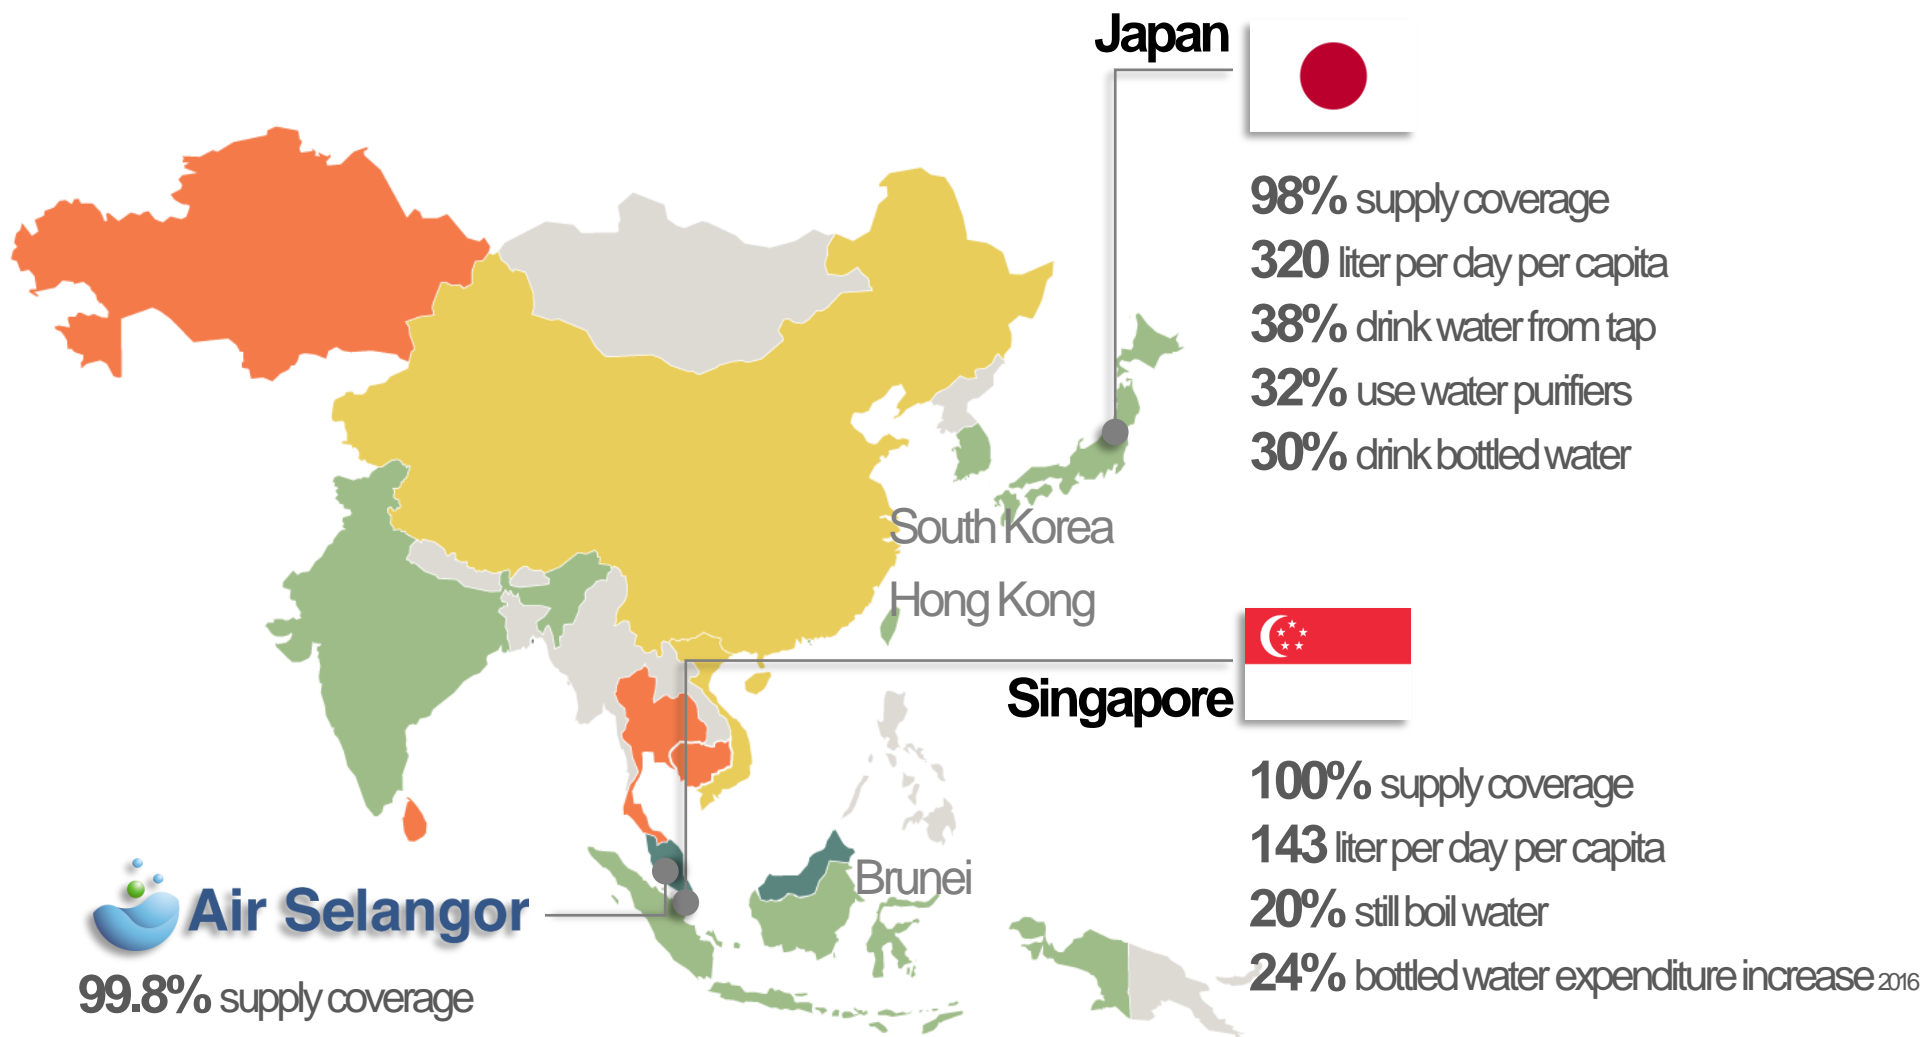 Japan
98% supply coverage
320 liter per day per capita
38% drink water from tap
32% use water purifiers
30% drink bottled water
South Korea
Hong Kong
Singapore
100% supply coverage
143 liter per day per capita
20% still boil water
24% bottled water expenditure increase 2016
Brunei
Air Selangor
99.8% supply coverage